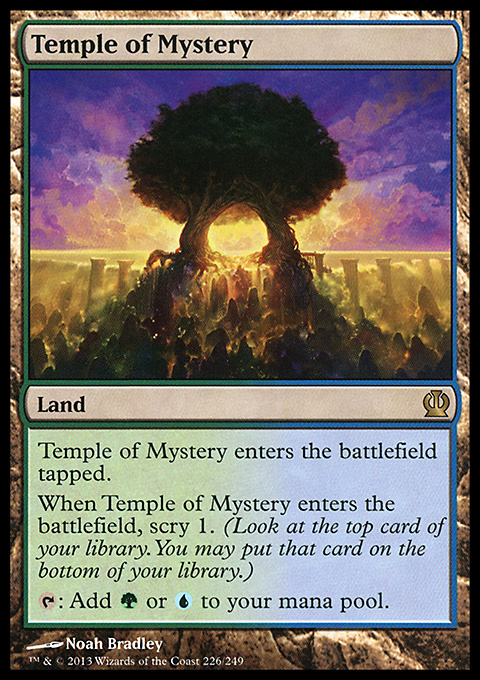 Temple of Mystery
Land
Temple of Mystery enters the battlefield
tapped.
When Temple of Mystery enters the
battlefield, scry 1. (Look at the top card of
your library. You may put that card on the
bottom of your library.)
: Add or to your mana pool.
Noah Bradley
™ & © 2013 Wizards of the Coast 226/249